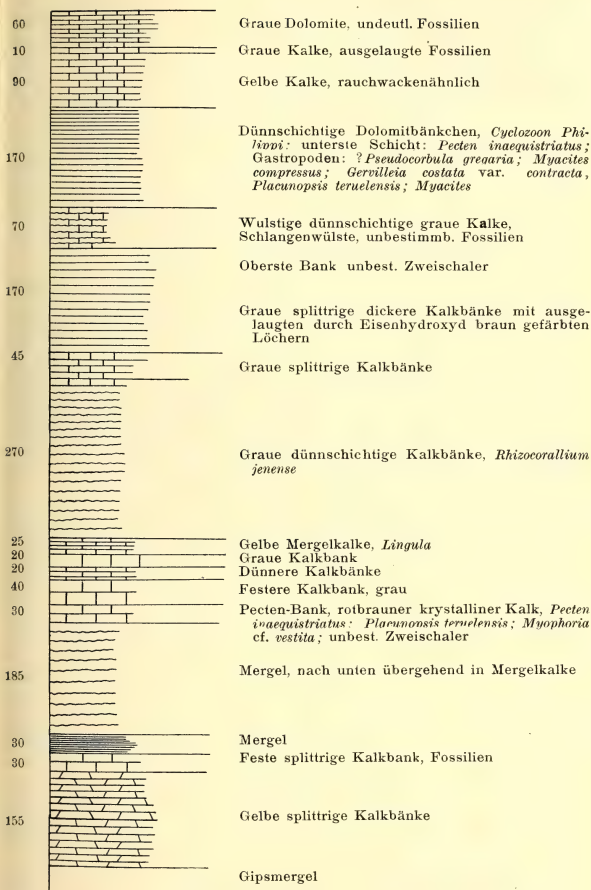 60 Graue Dolomite, undeutl. Fossilien
10 Graue Kalke, ausgelaugte Fossilien
90 Gelbe Kalke, rauchwackenähnlich
170 Dünnschichtige Dolomitbänkchen, Cyclozoon Phi-
lippi: unterste Schicht: Pecten inaequistriatus;
Gastropoden: ?Pseudocorbula gregaria; Myacites
compressus; Gervilleia costata var. contracta,
Placunopsis teruelensis; Myacites
70 Wulstige dünnschichtige graue Kalke,
Schlangenwülste, unbestimmb. Fossilien
170 Oberste Bank unbest. Zweischaler
Graue splittrige dickere Kalkbänke mit ausge-
laugten durch Eisenhydroxyd braun gefärbten
Löchern
45 Graue splittrige Kalkbänke
270 Graue dünnschichtige Kalkbänke, Rhizocorallium
jenense
25 Gelbe Mergelkalke, Lingula
20 Graue Kalkbank
20 Dünnere Kalkbänke
40 Festere Kalkbank, grau
30 Pecten-Bank, rotbrauner krystalliner Kalk, Pecten
inaequistriatus: Placunopsis teruelensis; Myophoria
cf. vestita; unbest. Zweischaler
185 Mergel, nach unten übergehend in Mergelkalke
30 Mergel
30 Feste splittrige Kalkbank, Fossilien
155 Gelbe splittrige Kalkbänke
Gipsmergel